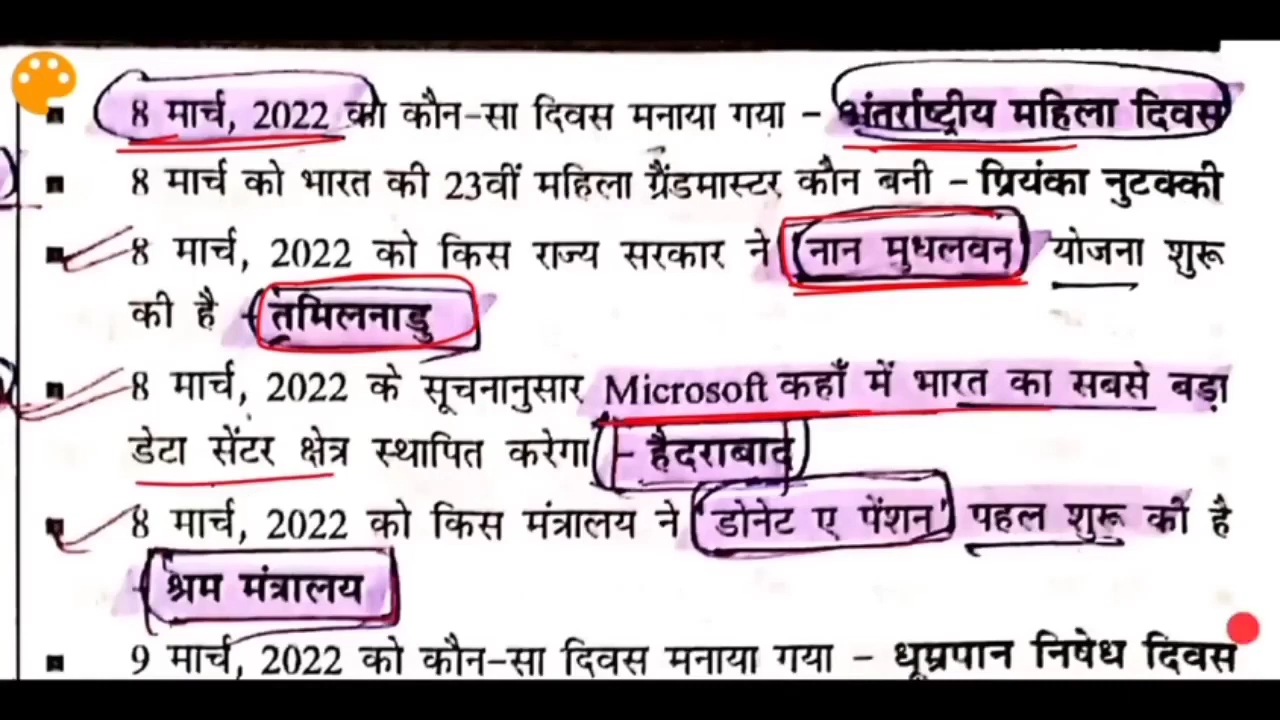 ▪ 8 मार्च, 2022 को कौन-सा दिवस मनाया गया – अंतर्राष्ट्रीय महिला दिवस
▪ 8 मार्च को भारत की 23वीं महिला ग्रैंडमास्टर कौन बनी – प्रियंका नुटक्की
▪ 8 मार्च, 2022 को किस राज्य सरकार ने नान मुधलवन योजना शुरू
की है – तमिलनाडु
▪ 8 मार्च, 2022 के सूचनानुसार Microsoft कहाँ में भारत का सबसे बड़ा
डेटा सेंटर क्षेत्र स्थापित करेगा – हैदराबाद
▪ 8 मार्च, 2022 को किस मंत्रालय ने 'डोनेट ए पेंशन' पहल शुरू की है
– श्रम मंत्रालय
▪ 9 मार्च, 2022 को कौन-सा दिवस मनाया गया – धूम्रपान निषेध दिवस